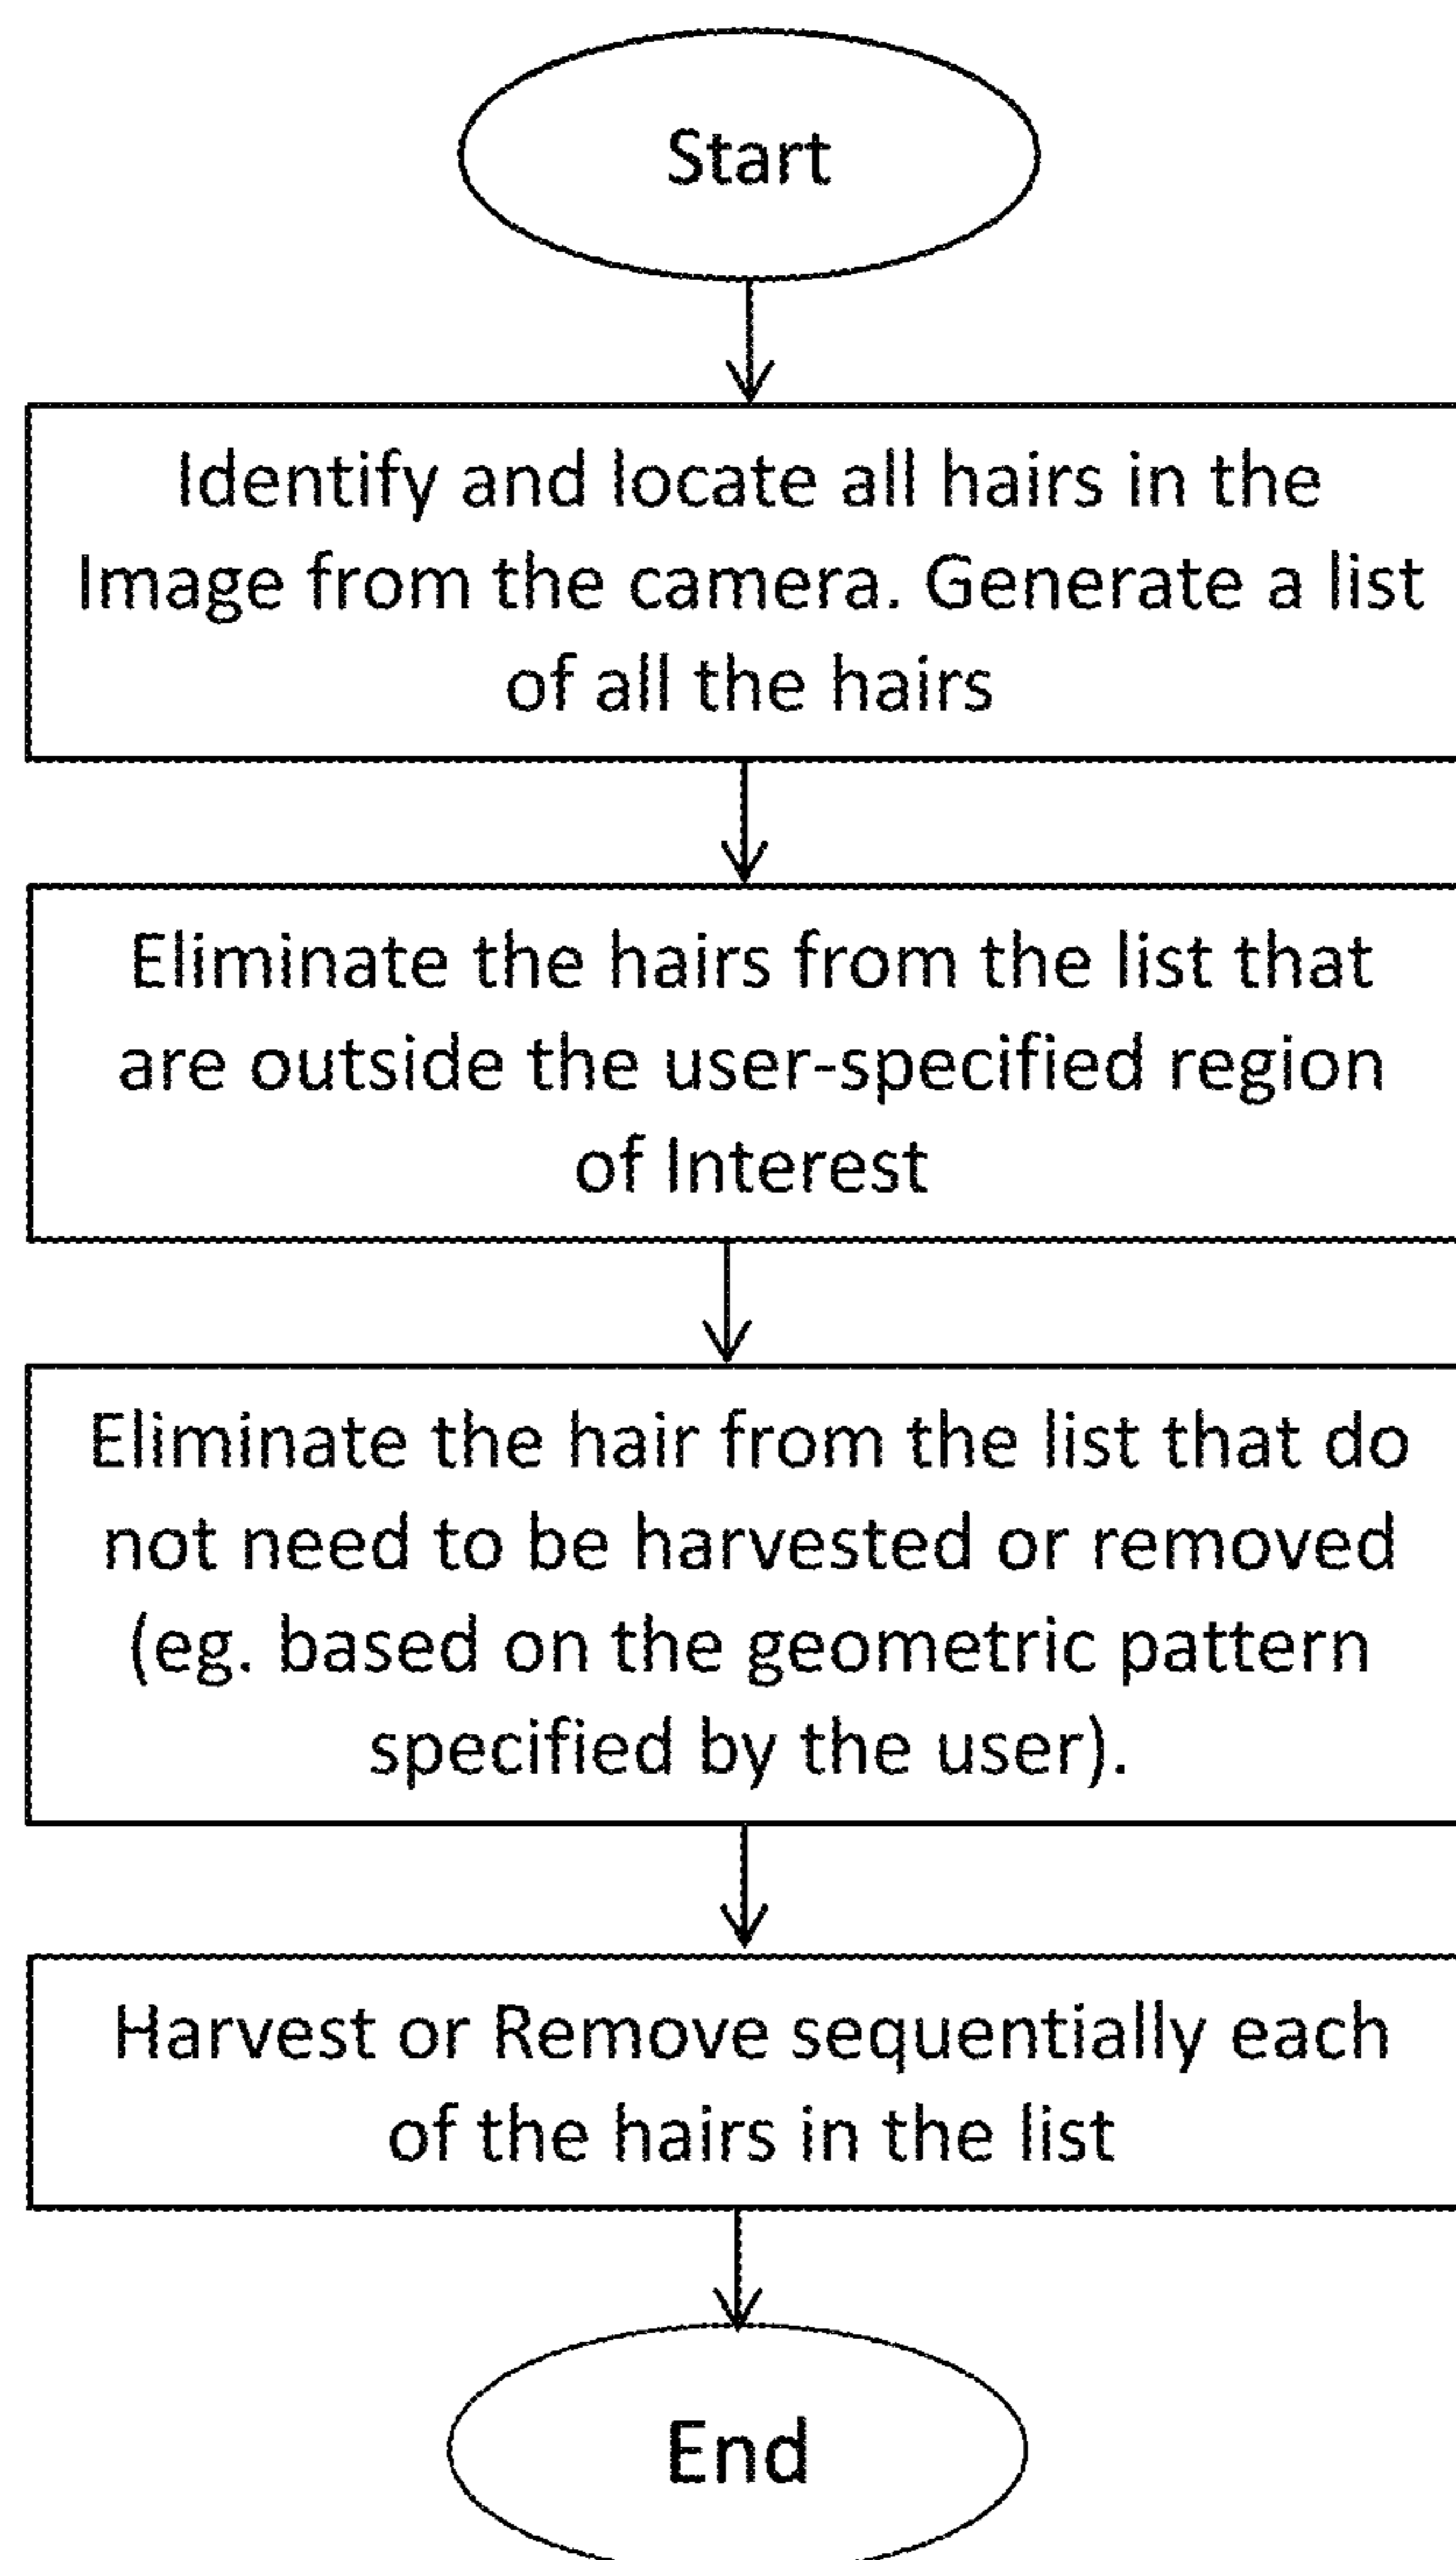 Start
Identify and locate all hairs in the
Image from the camera. Generate a list
of all the hairs
Eliminate the hairs from the list that
are outside the user-specified region
of Interest
Eliminate the hair from the list that do
not need to be harvested or removed
(eg. based on the geometric pattern
specified by the user).
Harvest or Remove sequentially each
of the hairs in the list
End